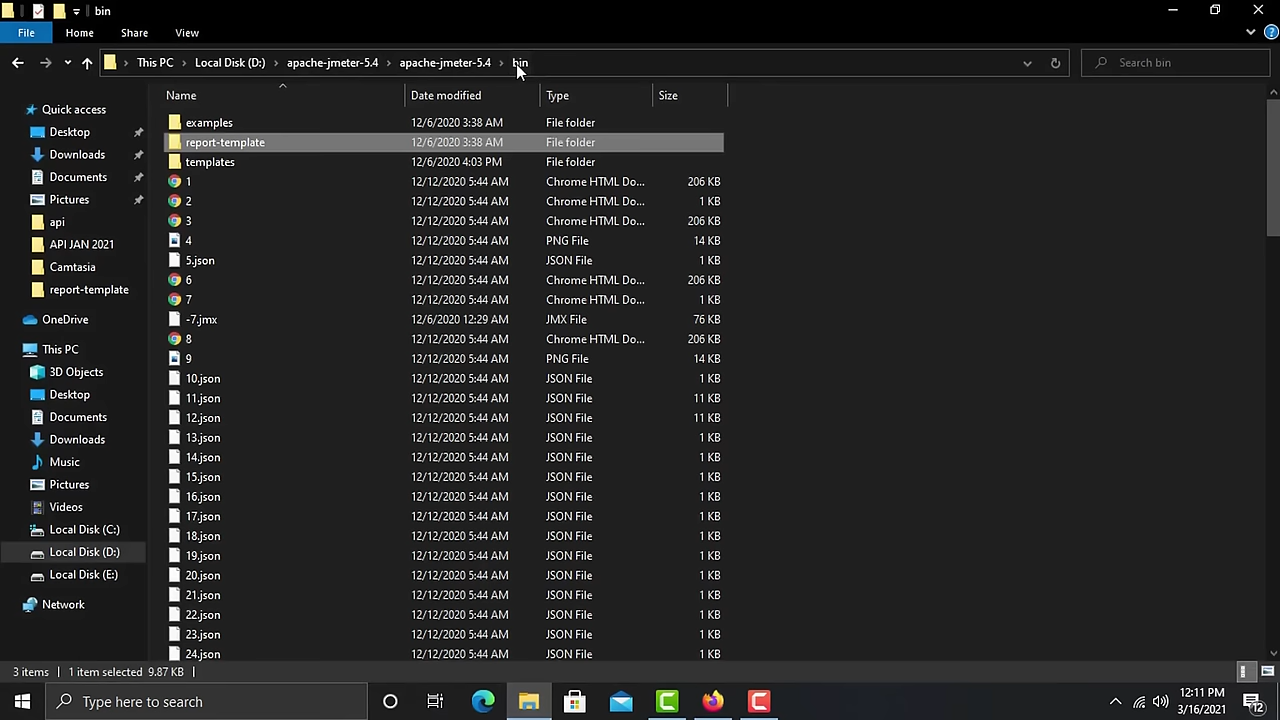 bin
File Home Share View
This PC Local Disk (D:) apache-jmeter-5.4 apache-jmeter-5.4 bin Search bin
Name Date modified Type Size
Quick access
Desktop
Downloads
Documents
Pictures
api
API JAN 2021
Camtasia
report-template
OneDrive
This PC
3D Objects
Desktop
Documents
Downloads
Music
Pictures
Videos
Local Disk (C:)
Local Disk (D:)
Local Disk (E:)
Network
examples 12/6/2020 3:38 AM File folder
report-template 12/6/2020 3:38 AM File folder
templates 12/6/2020 4:03 PM File folder
1 12/12/2020 5:44 AM Chrome HTML Do... 206 KB
2 12/12/2020 5:44 AM Chrome HTML Do... 1 KB
3 12/12/2020 5:44 AM Chrome HTML Do... 206 KB
4 12/12/2020 5:44 AM PNG File 14 KB
5.json 12/12/2020 5:44 AM JSON File 1 KB
6 12/12/2020 5:44 AM Chrome HTML Do... 206 KB
7 12/12/2020 5:44 AM Chrome HTML Do... 1 KB
-7.jmx 12/6/2020 12:29 AM JMX File 76 KB
8 12/12/2020 5:44 AM Chrome HTML Do... 206 KB
9 12/12/2020 5:44 AM PNG File 14 KB
10.json 12/12/2020 5:44 AM JSON File 1 KB
11.json 12/12/2020 5:44 AM JSON File 11 KB
12.json 12/12/2020 5:44 AM JSON File 11 KB
13.json 12/12/2020 5:44 AM JSON File 1 KB
14.json 12/12/2020 5:44 AM JSON File 1 KB
15.json 12/12/2020 5:44 AM JSON File 1 KB
16.json 12/12/2020 5:44 AM JSON File 1 KB
17.json 12/12/2020 5:44 AM JSON File 1 KB
18.json 12/12/2020 5:44 AM JSON File 1 KB
19.json 12/12/2020 5:44 AM JSON File 1 KB
20.json 12/12/2020 5:44 AM JSON File 1 KB
21.json 12/12/2020 5:44 AM JSON File 1 KB
22.json 12/12/2020 5:44 AM JSON File 1 KB
23.json 12/12/2020 5:44 AM JSON File 1 KB
24.json 12/12/2020 5:44 AM JSON File 1 KB
3 items 1 item selected 9.87 KB
Type here to search
12:11 PM
3/16/2021
12